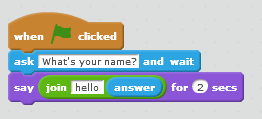 when clicked
ask What's your name? and wait
say join hello answer for 2 secs